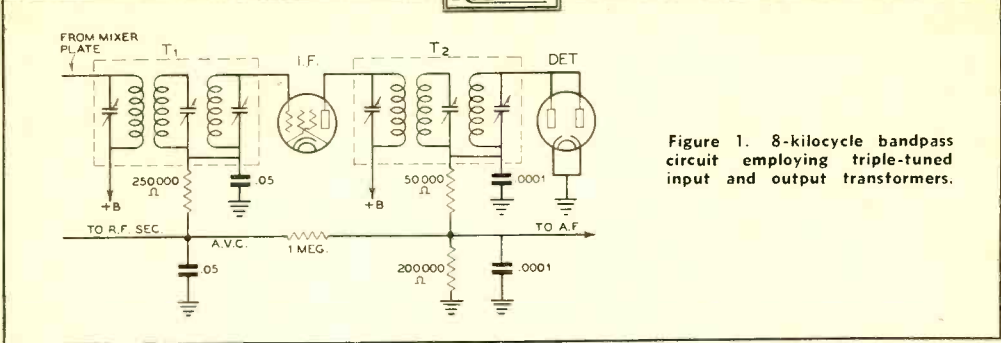 FROM MIXER
PLATE
T1
I.F.
T2
DET
+B
250000
Ω
.05
+B
50000
Ω
.0001
TO R.F. SEC.
A.V.C.
1 MEG.
TO A.F
.05
200000
Ω
.0001
Figure 1. 8-kilocycle bandpass
circuit employing triple-tuned
input and output transformers.